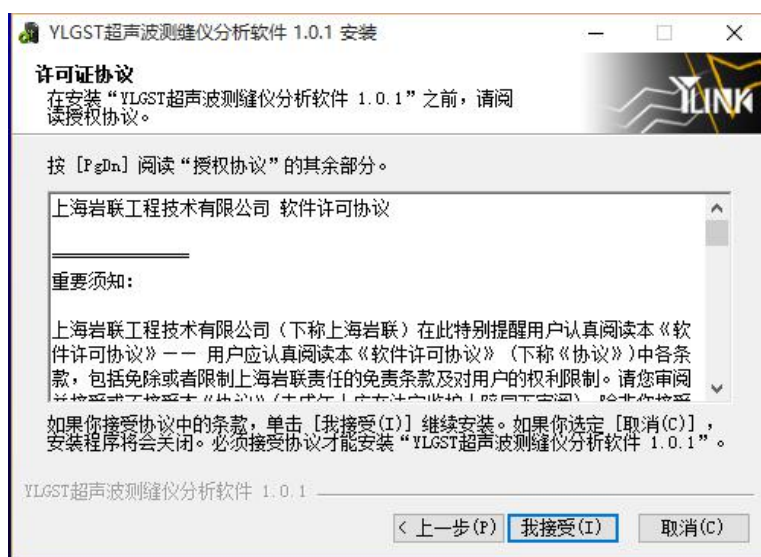 YLGST超声波测缝仪分析软件 1.0.1 安装
许可证协议
在安装“YLGST超声波测缝仪分析软件 1.0.1”之前，请阅
读授权协议。
YLINK
按 [PgDn] 阅读“授权协议”的其余部分。
上海岩联工程技术有限公司 软件许可协议
重要须知：
上海岩联工程技术有限公司（下称上海岩联）在此特别提醒用户认真阅读本《软
件许可协议》—— 用户应认真阅读本《软件许可协议》（下称《协议》)中各条
款，包括免除或者限制上海岩联责任的免责条款及对用户的权利限制。请您审阅
如果你接受协议中的条款，单击 [我接受(I)] 继续安装。如果你选定 [取消(C)] ，
安装程序将会关闭。必须接受协议才能安装“YLGST超声波测缝仪分析软件 1.0.1”。
YLGST超声波测缝仪分析软件 1.0.1
< 上一步(P) 我接受(I) 取消(C)